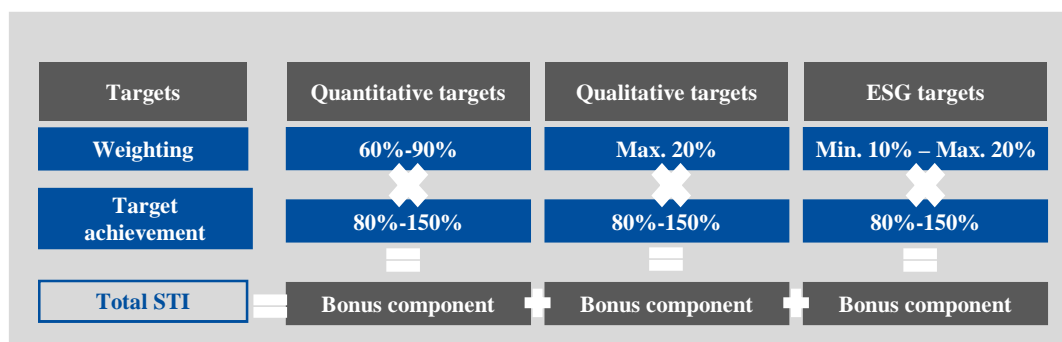 Targets Quantitative targets Qualitative targets ESG targets
Weighting 60%-90% Max. 20% Min. 10% – Max. 20%
Target
achievement 80%-150% 80%-150% 80%-150%
Total STI Bonus component Bonus component Bonus component